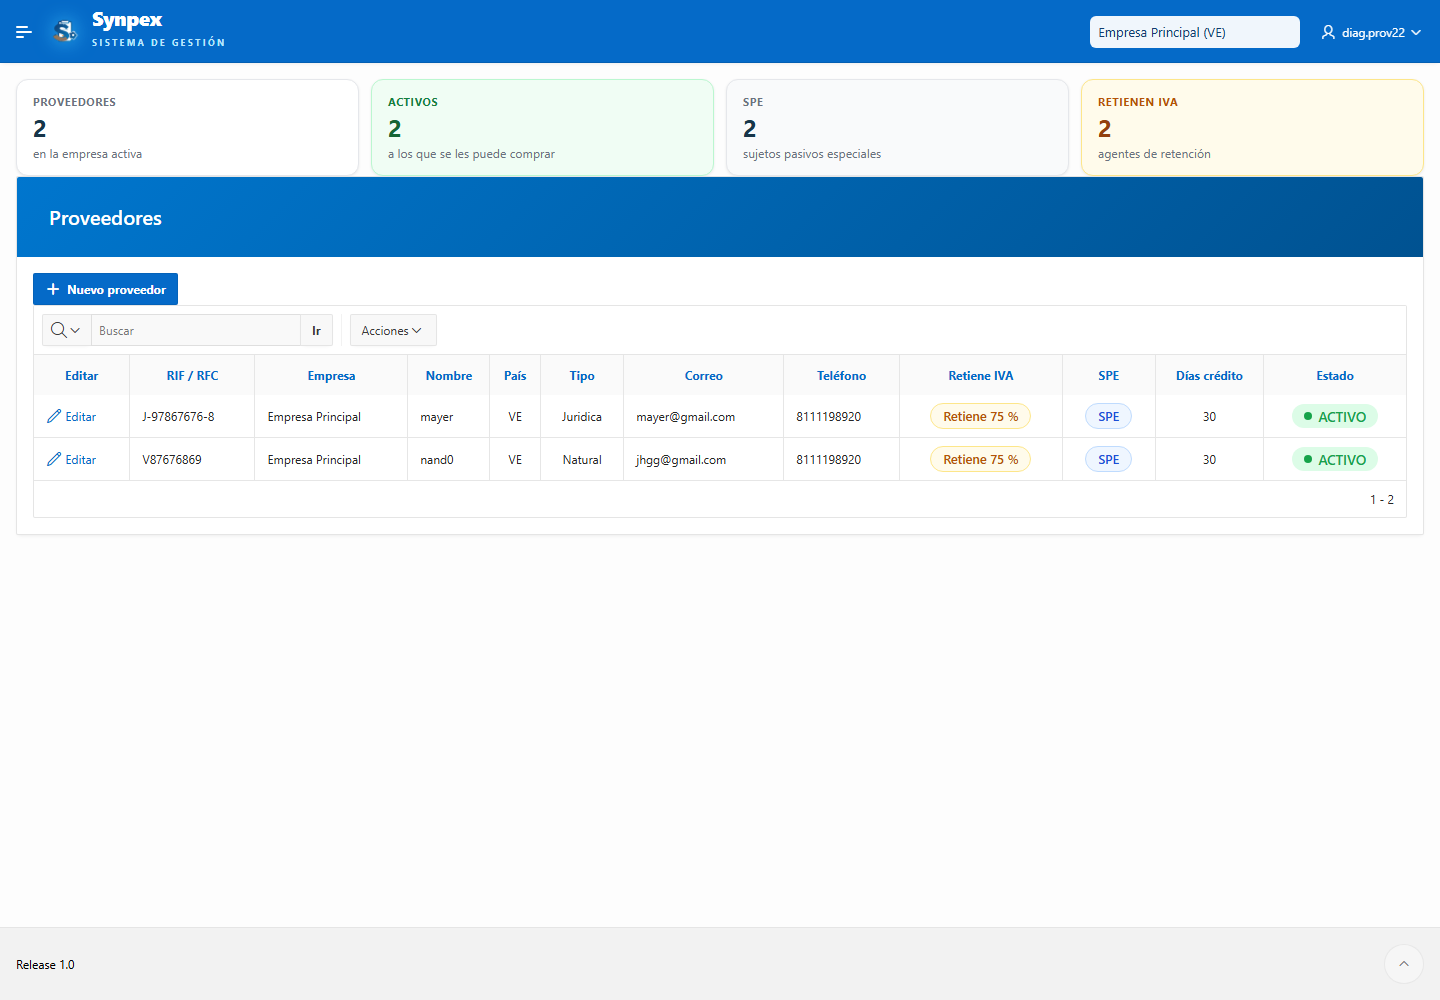 Synpex
SISTEMA DE GESTIÓN
Empresa Principal (VE)
diag.prov22
PROVEEDORES
2
en la empresa activa
ACTIVOS
2
a los que se les puede comprar
SPE
2
sujetos pasivos especiales
RETIENEN IVA
2
agentes de retención
Proveedores
Nuevo proveedor
Buscar
Ir
Acciones
Editar RIF / RFC Empresa Nombre País Tipo Correo Teléfono Retiene IVA SPE Días crédito Estado
Editar J-97867676-8 Empresa Principal mayer VE Juridica mayer@gmail.com 8111198920 Retiene 75 % SPE 30 ACTIVO
Editar V87676869 Empresa Principal nand0 VE Natural jhgg@gmail.com 8111198920 Retiene 75 % SPE 30 ACTIVO
1 - 2
Release 1.0